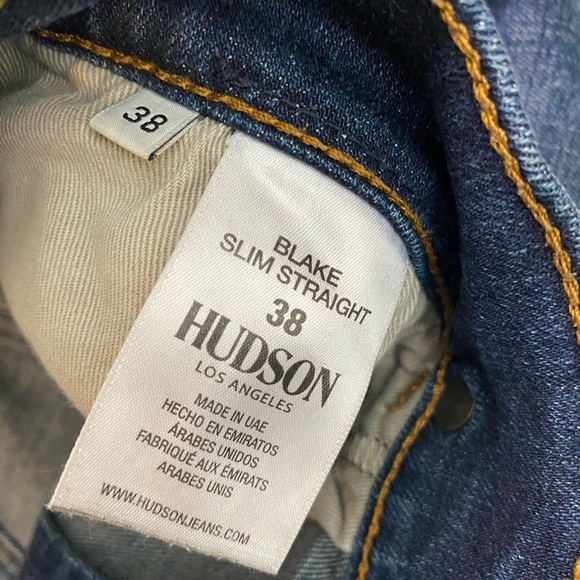 38
BLAKE
SLIM STRAIGHT
38
HUDSON
LOS ANGELES
MADE IN UAE
HECHO EN EMIRATOS
ÁRABES UNIDOS
FABRIQUÉ AUX ÉMIRATS
ARABES UNIS
WWW.HUDSONJEANS.COM